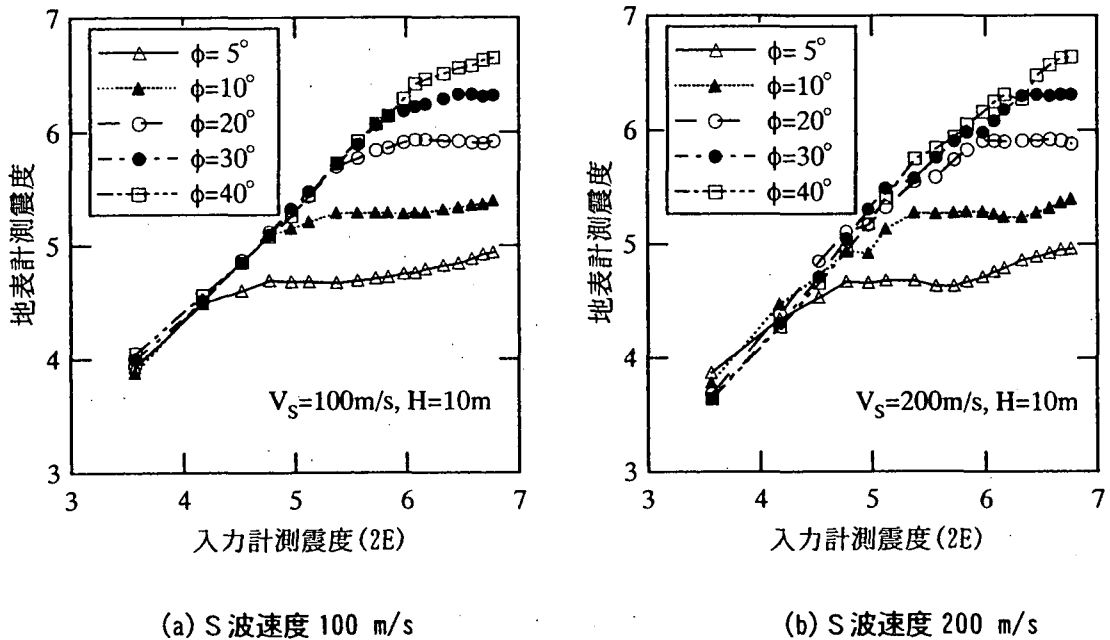 7
6
5
4
3
3
4
5
6
7
地表計測震度
入力計測震度(2E)
φ= 5°
φ=10°
φ=20°
φ=30°
φ=40°
V_S=100m/s, H=10m
(a) S波速度 100 m/s
7
6
5
4
3
3
4
5
6
7
地表計測震度
入力計測震度(2E)
φ= 5°
φ=10°
φ=20°
φ=30°
φ=40°
V_S=200m/s, H=10m
(b) S波速度 200 m/s